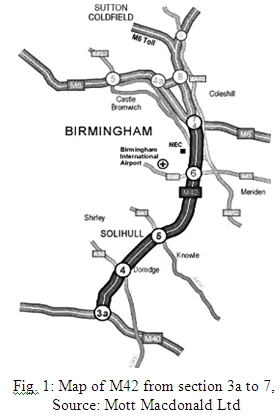 SUTTON
COLDFIELD
M6 Toll
M6
5
4a
8
Coleshill
Castle
Bromwich
BIRMINGHAM
NEC
M6
Birmingham
International
Airport
6
Meriden
M42
Shirley
SOLIHULL
5
Knowle
4
Dorridge
3a
M40
Fig. 1: Map of M42 from section 3a to 7,
Source: Mott Macdonald Ltd